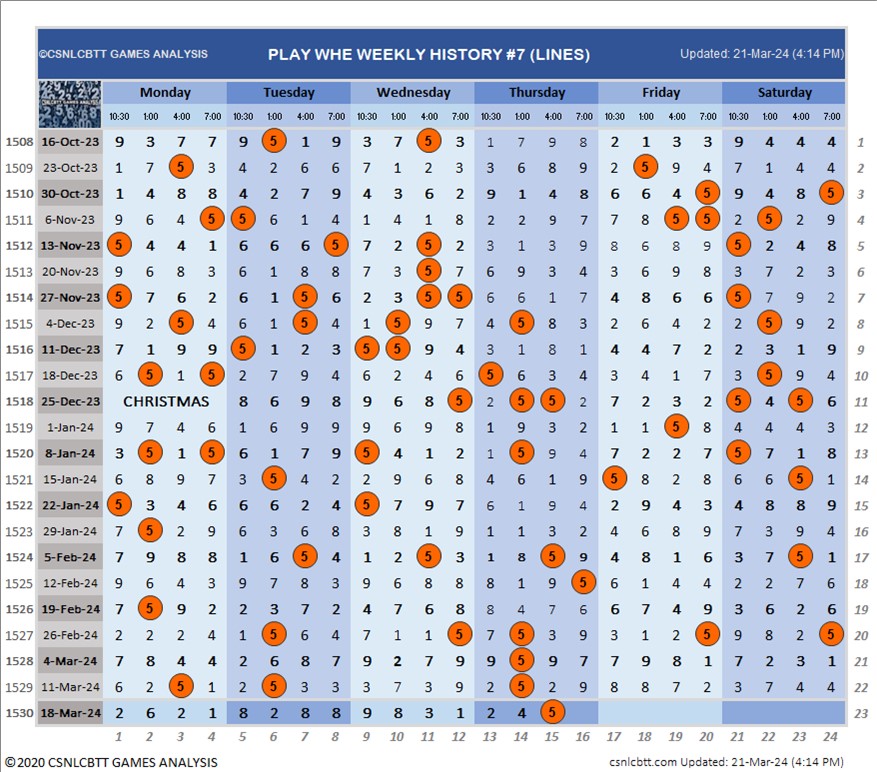 ©CSNLCBTT GAMES ANALYSIS PLAY WHE WEEKLY HISTORY #7 (LINES) Updated: 21-Mar-24 (4:14 PM)
Monday Tuesday Wednesday Thursday Friday Saturday
10:30 1:00 4:00 7:00 10:30 1:00 4:00 7:00 10:30 1:00 4:00 7:00 10:30 1:00 4:00 7:00 10:30 1:00 4:00 7:00 10:30 1:00 4:00 7:00
1508 16-Oct-23 9 3 7 7 9 5 1 9 3 7 5 3 1 7 9 8 2 1 3 3 9 4 4 4 1
1509 23-Oct-23 1 7 5 3 4 2 6 6 7 1 2 3 3 6 8 9 2 5 9 4 7 1 4 4 2
1510 30-Oct-23 1 4 8 8 4 2 7 9 4 3 6 2 9 1 4 8 6 6 4 5 9 4 8 5 3
1511 6-Nov-23 9 6 4 5 5 6 1 4 1 4 1 8 2 2 9 7 7 8 5 5 2 5 2 9 4
1512 13-Nov-23 5 4 4 1 6 6 6 5 7 2 5 2 3 1 3 9 8 6 8 9 5 2 4 8 5
1513 20-Nov-23 9 6 8 3 6 1 8 8 7 3 5 7 6 9 3 4 3 6 9 8 3 7 2 3 6
1514 27-Nov-23 5 7 6 2 6 1 5 6 2 3 5 5 6 6 1 7 4 8 6 6 5 7 9 2 7
1515 4-Dec-23 9 2 5 4 6 1 5 4 1 5 9 7 4 5 8 3 2 6 4 2 2 5 9 2 8
1516 11-Dec-23 7 1 9 9 5 1 2 3 5 5 9 4 3 1 8 1 4 4 7 2 2 3 1 9 9
1517 18-Dec-23 6 5 1 5 2 7 9 4 6 2 4 6 5 6 3 4 3 4 1 7 3 5 9 4 10
1518 25-Dec-23 CHRISTMAS 8 6 9 8 9 6 8 5 2 5 5 2 7 2 3 2 5 4 5 6 11
1519 1-Jan-24 9 7 4 6 1 6 9 9 9 6 9 8 1 9 3 2 1 1 5 8 4 4 4 3 12
1520 8-Jan-24 3 5 1 5 6 1 7 9 5 4 1 2 1 5 9 4 7 2 2 7 5 7 1 8 13
1521 15-Jan-24 6 8 9 7 3 5 4 2 2 6 2 8 4 6 1 9 5 8 2 8 6 6 5 1 14
1522 22-Jan-24 5 3 4 6 6 6 2 4 5 7 9 7 6 1 9 4 2 9 4 3 4 8 8 9 15
1523 29-Jan-24 7 5 2 9 6 3 6 8 3 8 1 9 1 1 3 2 4 6 8 9 7 3 9 4 16
1524 5-Feb-24 7 9 8 8 1 6 5 4 1 2 5 3 1 8 5 9 4 8 1 6 3 7 5 1 17
1525 12-Feb-24 9 6 4 3 9 7 8 3 9 6 8 8 8 1 9 5 6 1 4 4 2 2 7 6 18
1526 19-Feb-24 7 5 9 2 2 3 7 2 4 7 6 8 8 4 7 6 6 7 4 9 3 6 2 6 19
1527 26-Feb-24 2 2 2 4 1 5 6 4 7 1 1 5 7 5 3 9 3 1 2 5 9 8 2 5 20
1528 4-Mar-24 7 8 4 4 2 6 8 7 9 2 7 9 9 5 9 7 7 9 8 1 7 2 3 1 21
1529 11-Mar-24 6 2 5 1 2 5 3 3 3 7 3 9 2 5 2 9 8 8 7 2 3 7 4 4 22
1530 18-Mar-24 2 6 2 1 8 2 8 8 9 8 3 1 2 4 5 23
1 2 3 4 5 6 7 8 9 10 11 12 13 14 15 16 17 18 19 20 21 22 23 24
©2020 CSNLCBTT GAMES ANALYSIS csnlcbtt.com Updated: 21-Mar-24 (4:14 PM)